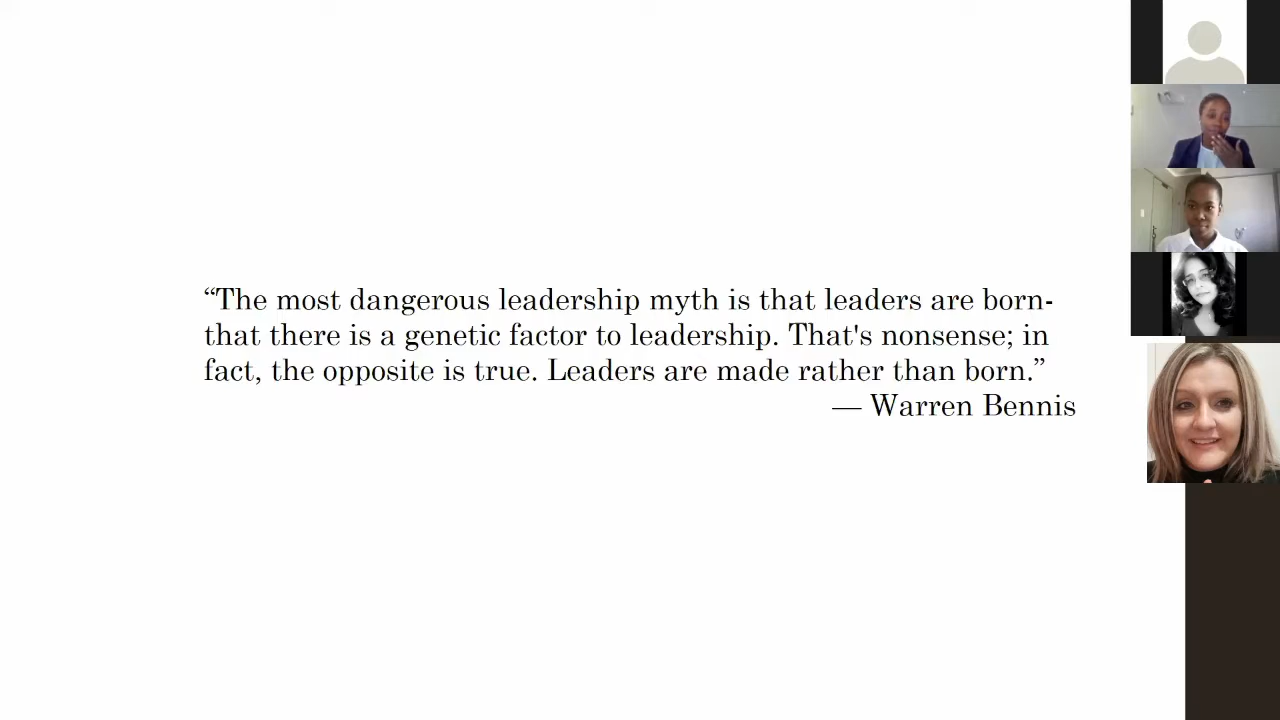 “The most dangerous leadership myth is that leaders are born-
that there is a genetic factor to leadership. That's nonsense; in
fact, the opposite is true. Leaders are made rather than born.”
— Warren Bennis